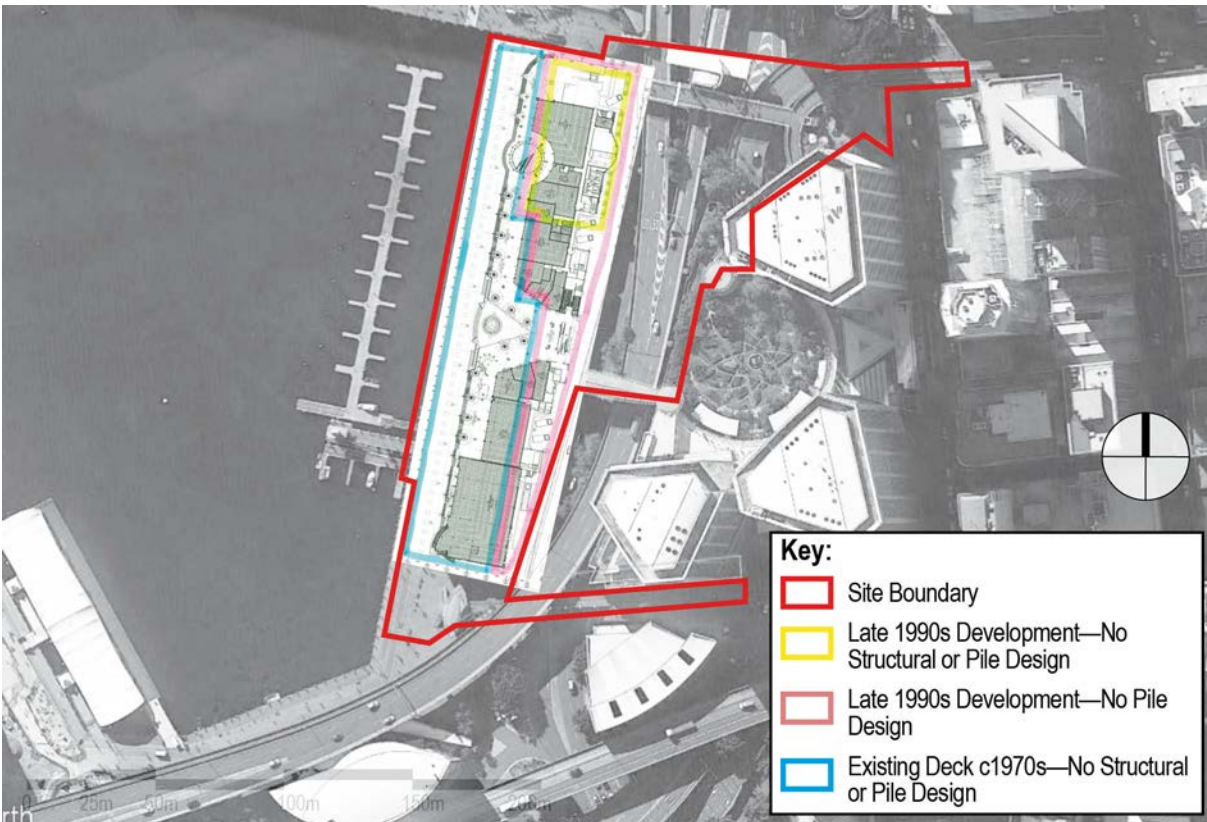 Key:
Site Boundary
Late 1990s Development—No
Structural or Pile Design
Late 1990s Development—No Pile
Design
Existing Deck c1970s—No Structural
or Pile Design
0 25m 50m 100m 150m 200m
rth